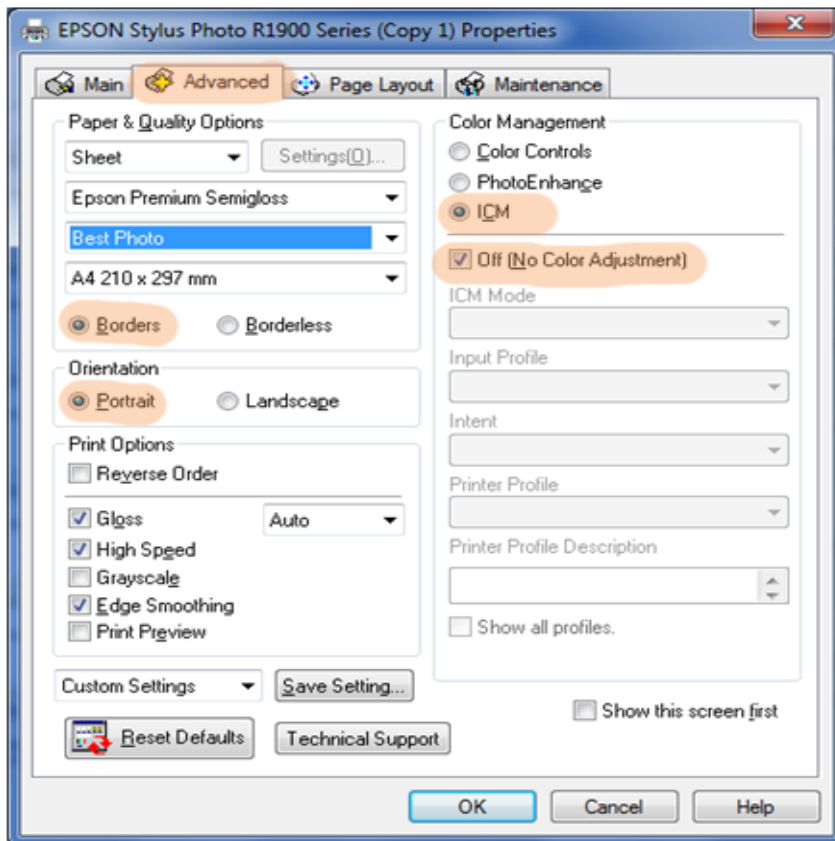 EPSON Stylus Photo R1900 Series (Copy 1) Properties
Main
Advanced
Page Layout
Maintenance
Paper & Quality Options
Sheet
Settings(O)...
Epson Premium Semigloss
Best Photo
A4 210 x 297 mm
Borders
Borderless
Orientation
Portrait
Landscape
Print Options
Reverse Order
Gloss
Auto
High Speed
Grayscale
Edge Smoothing
Print Preview
Custom Settings
Save Setting...
Reset Defaults
Technical Support
Color Management
Color Controls
PhotoEnhance
ICM
Off (No Color Adjustment)
ICM Mode
Input Profile
Intent
Printer Profile
Printer Profile Description
Show all profiles.
Show this screen first
OK
Cancel
Help